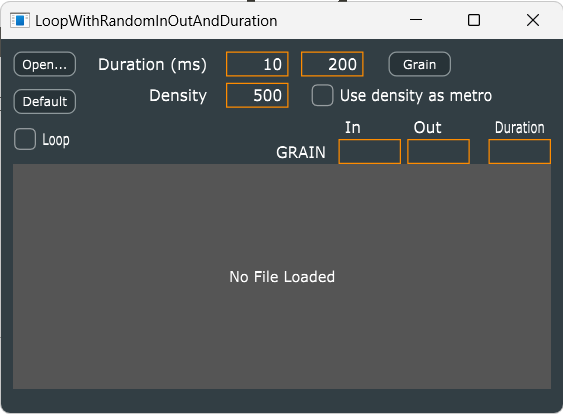 LoopWithRandomInOutAndDuration
Open... Duration (ms) 10 200 Grain
Default Density 500 Use density as metro
Loop In Out Duration
GRAIN
No File Loaded